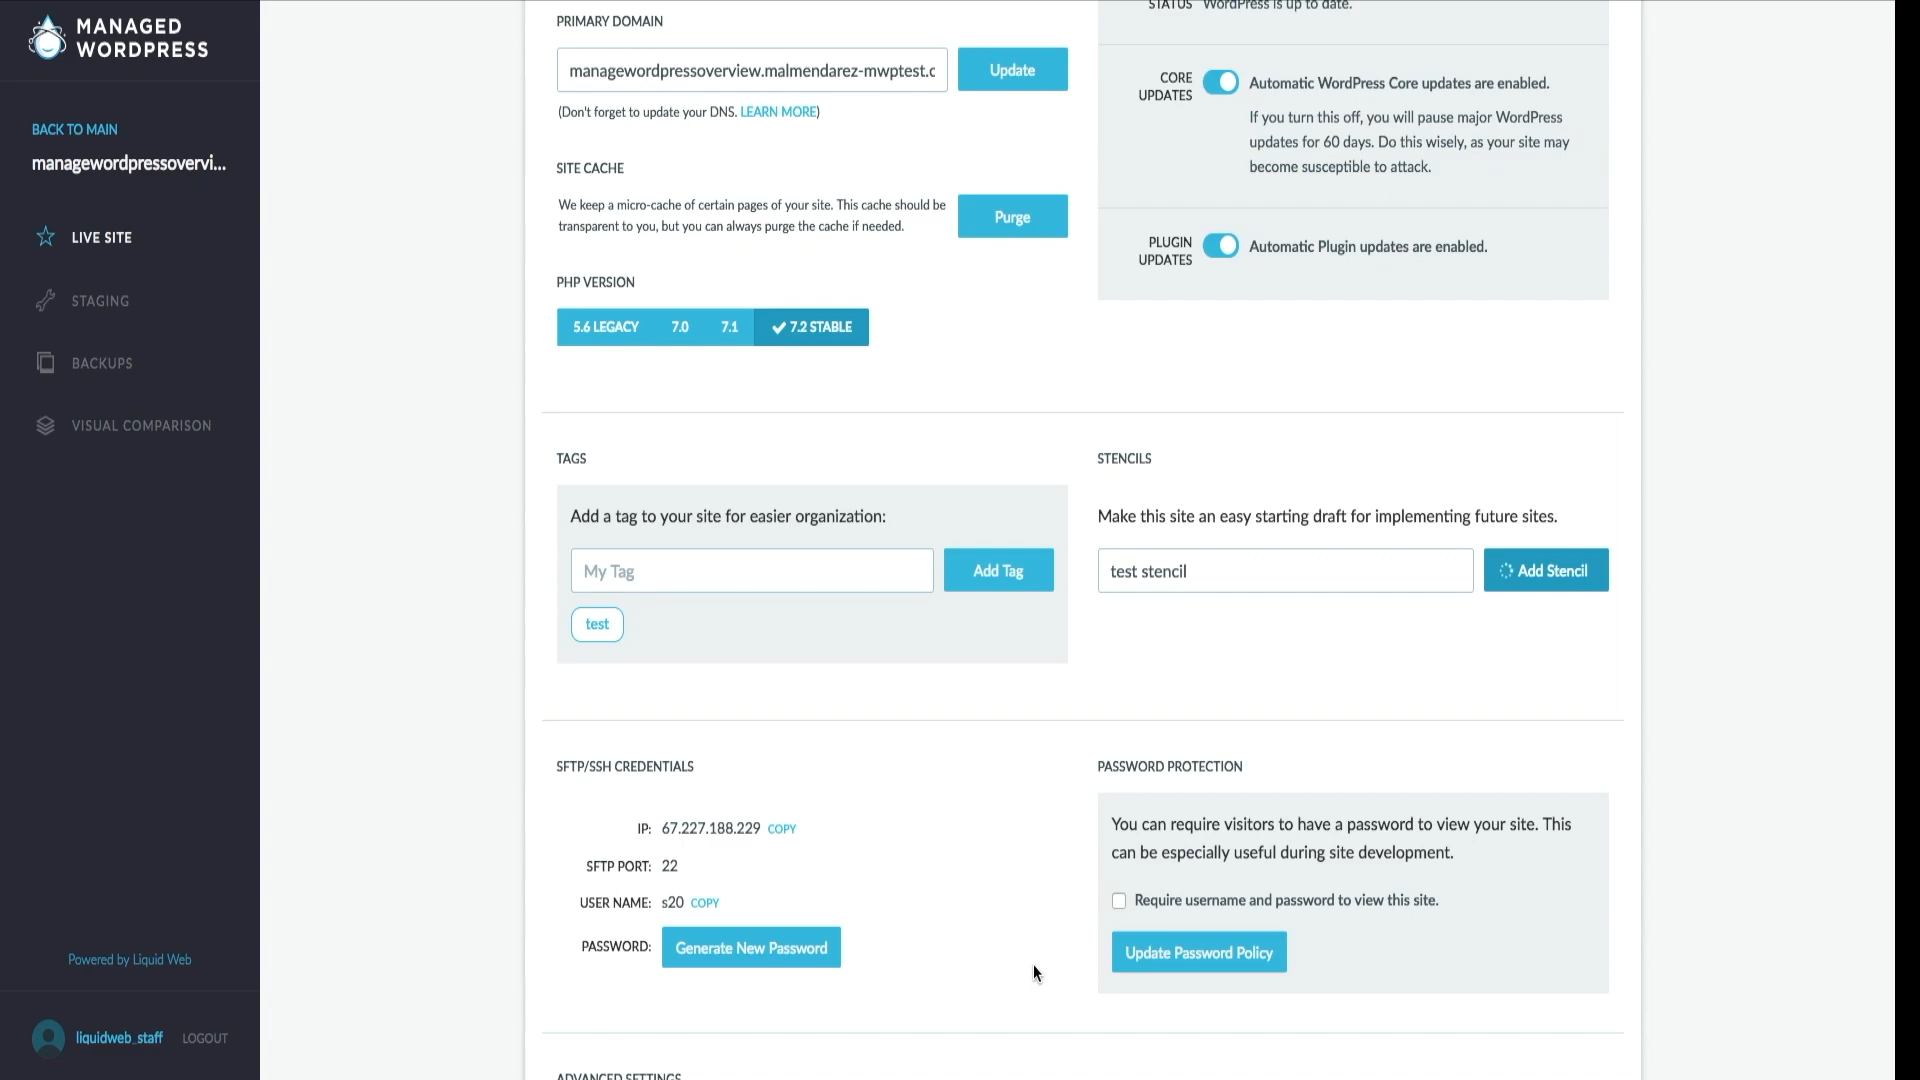 MANAGED
WORDPRESS
BACK TO MAIN
managewordpressovervi...
LIVE SITE
STAGING
BACKUPS
VISUAL COMPARISON
Powered by Liquid Web
liquidweb_staff LOGOUT
PRIMARY DOMAIN
managewordpressoverview.malmendarez-mwptest.c Update
(Don't forget to update your DNS. LEARN MORE)
SITE CACHE
We keep a micro-cache of certain pages of your site. This cache should be
transparent to you, but you can always purge the cache if needed.
Purge
PHP VERSION
5.6 LEGACY 7.0 7.1 7.2 STABLE
STATUS WordPress is up to date.
CORE
UPDATES
Automatic WordPress Core updates are enabled.
If you turn this off, you will pause major WordPress
updates for 60 days. Do this wisely, as your site may
become susceptible to attack.
PLUGIN
UPDATES
Automatic Plugin updates are enabled.
TAGS
Add a tag to your site for easier organization:
My Tag Add Tag
test
STENCILS
Make this site an easy starting draft for implementing future sites.
test stencil Add Stencil
SFTP/SSH CREDENTIALS
IP: 67.227.188.229 COPY
SFTP PORT: 22
USER NAME: s20 COPY
PASSWORD: Generate New Password
PASSWORD PROTECTION
You can require visitors to have a password to view your site. This
can be especially useful during site development.
Require username and password to view this site.
Update Password Policy
ADVANCED SETTINGS